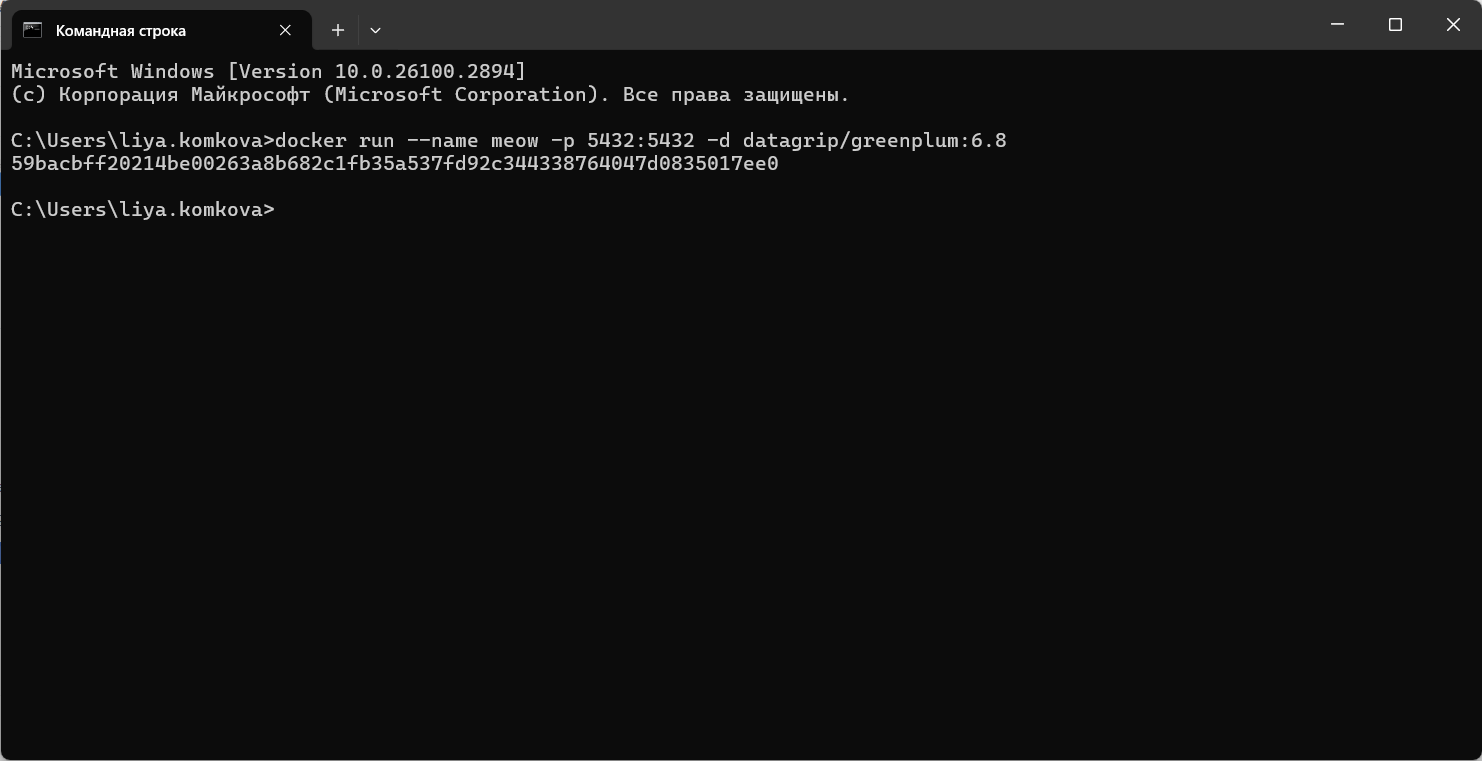 Командная строка
Microsoft Windows [Version 10.0.26100.2894]
(c) Корпорация Майкрософт (Microsoft Corporation). Все права защищены.
C:\Users\liya.komkova>docker run --name meow -p 5432:5432 -d datagrip/greenplum:6.8
59bacbff20214be00263a8b682c1fb35a537fd92c344338764047d0835017ee0
C:\Users\liya.komkova>